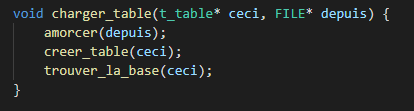 void charger_table(t_table* ceci, FILE* depuis) {
    amorcer(depuis);
    creer_table(ceci);
    trouver_la_base(ceci);
}